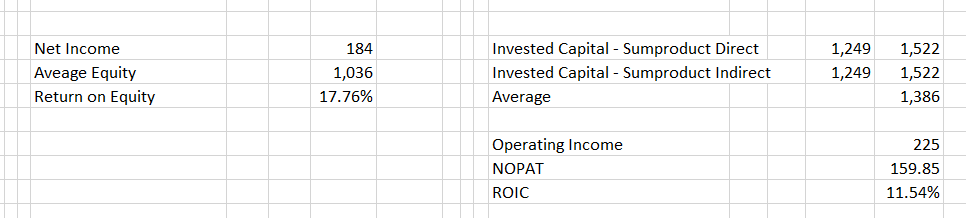 Net Income 184 Invested Capital - Sumproduct Direct 1,249 1,522
Aveage Equity 1,036 Invested Capital - Sumproduct Indirect 1,249 1,522
Return on Equity 17.76% Average 1,386
Operating Income 225
NOPAT 159.85
ROIC 11.54%